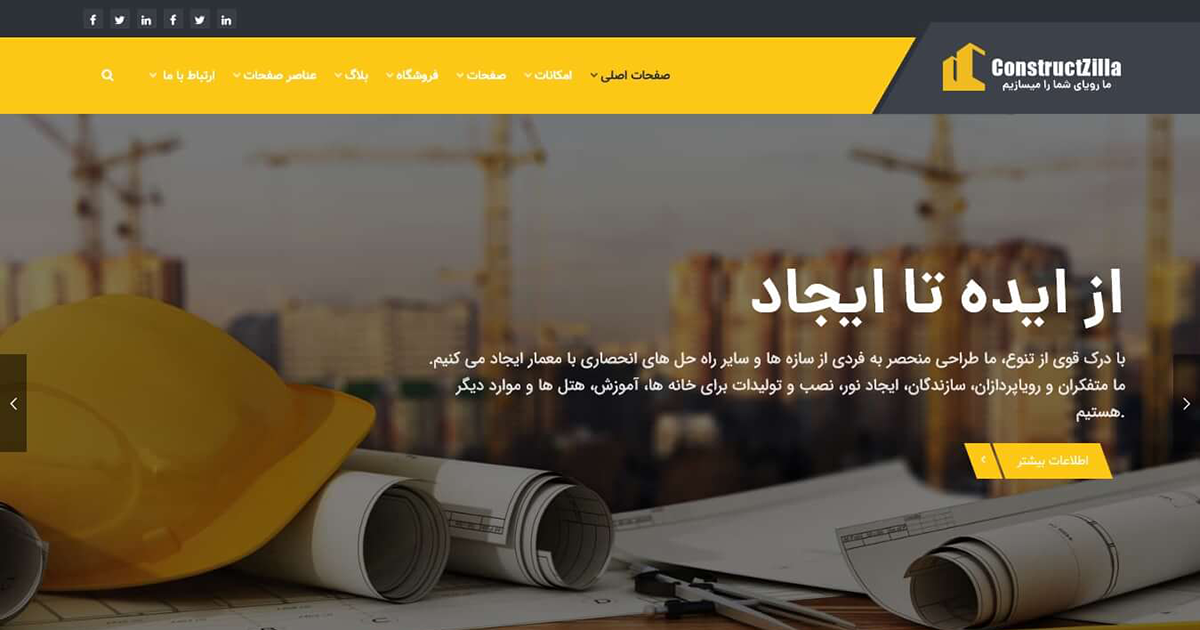 ConstructZilla
ما رویای شما را میسازیم
صفحات اصلی امکانات صفحات فروشگاه بلاگ عناصر صفحات ارتباط با ما
از ایده تا ایجاد
با درک قوی از تنوع، ما طراحی منحصر به فردی از سازه ها و سایر راه حل های انحصاری با معمار ایجاد می کنیم.
ما متفکران و رویاپردازان، سازندگان، ایجاد نور، نصب و تولیدات برای خانه ها، آموزش، هتل ها و موارد دیگر
.هستیم
اطلاعات بیشتر